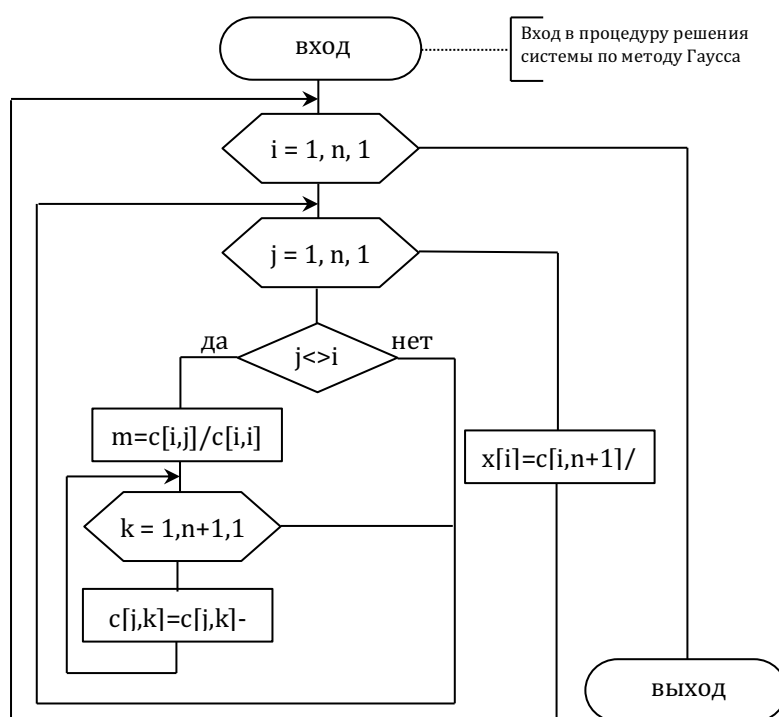 вход
Вход в процедуру решения
системы по методу Гаусса
i = 1, n, 1
j = 1, n, 1
да
нет
j<>i
m=c[i,j]/c[i,i]
x[i]=c[i,n+1]/
k = 1,n+1,1
c[j,k]=c[j,k]-
выход